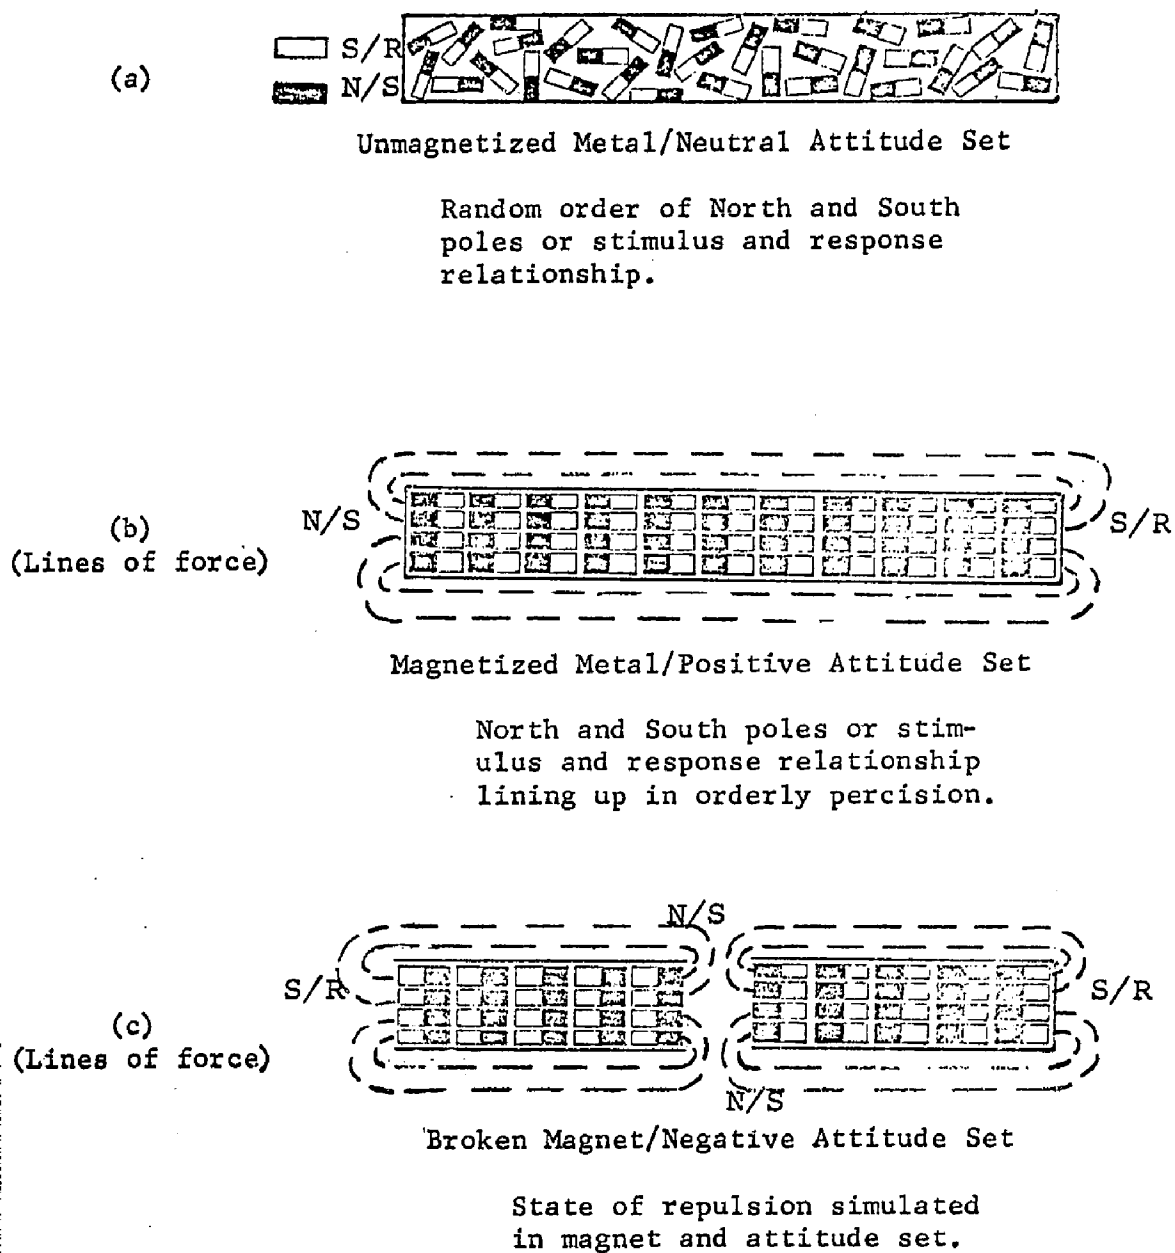 S/R
(a)
N/S
Unmagnetized Metal/Neutral Attitude Set
Random order of North and South
poles or stimulus and response
relationship.
N/S
S/R
(b)
(Lines of force)
Magnetized Metal/Positive Attitude Set
North and South poles or stim-
ulus and response relationship
lining up in orderly percision.
N/S
S/R
S/R
(c)
(Lines of force)
N/S
Broken Magnet/Negative Attitude Set
State of repulsion simulated
in magnet and attitude set.